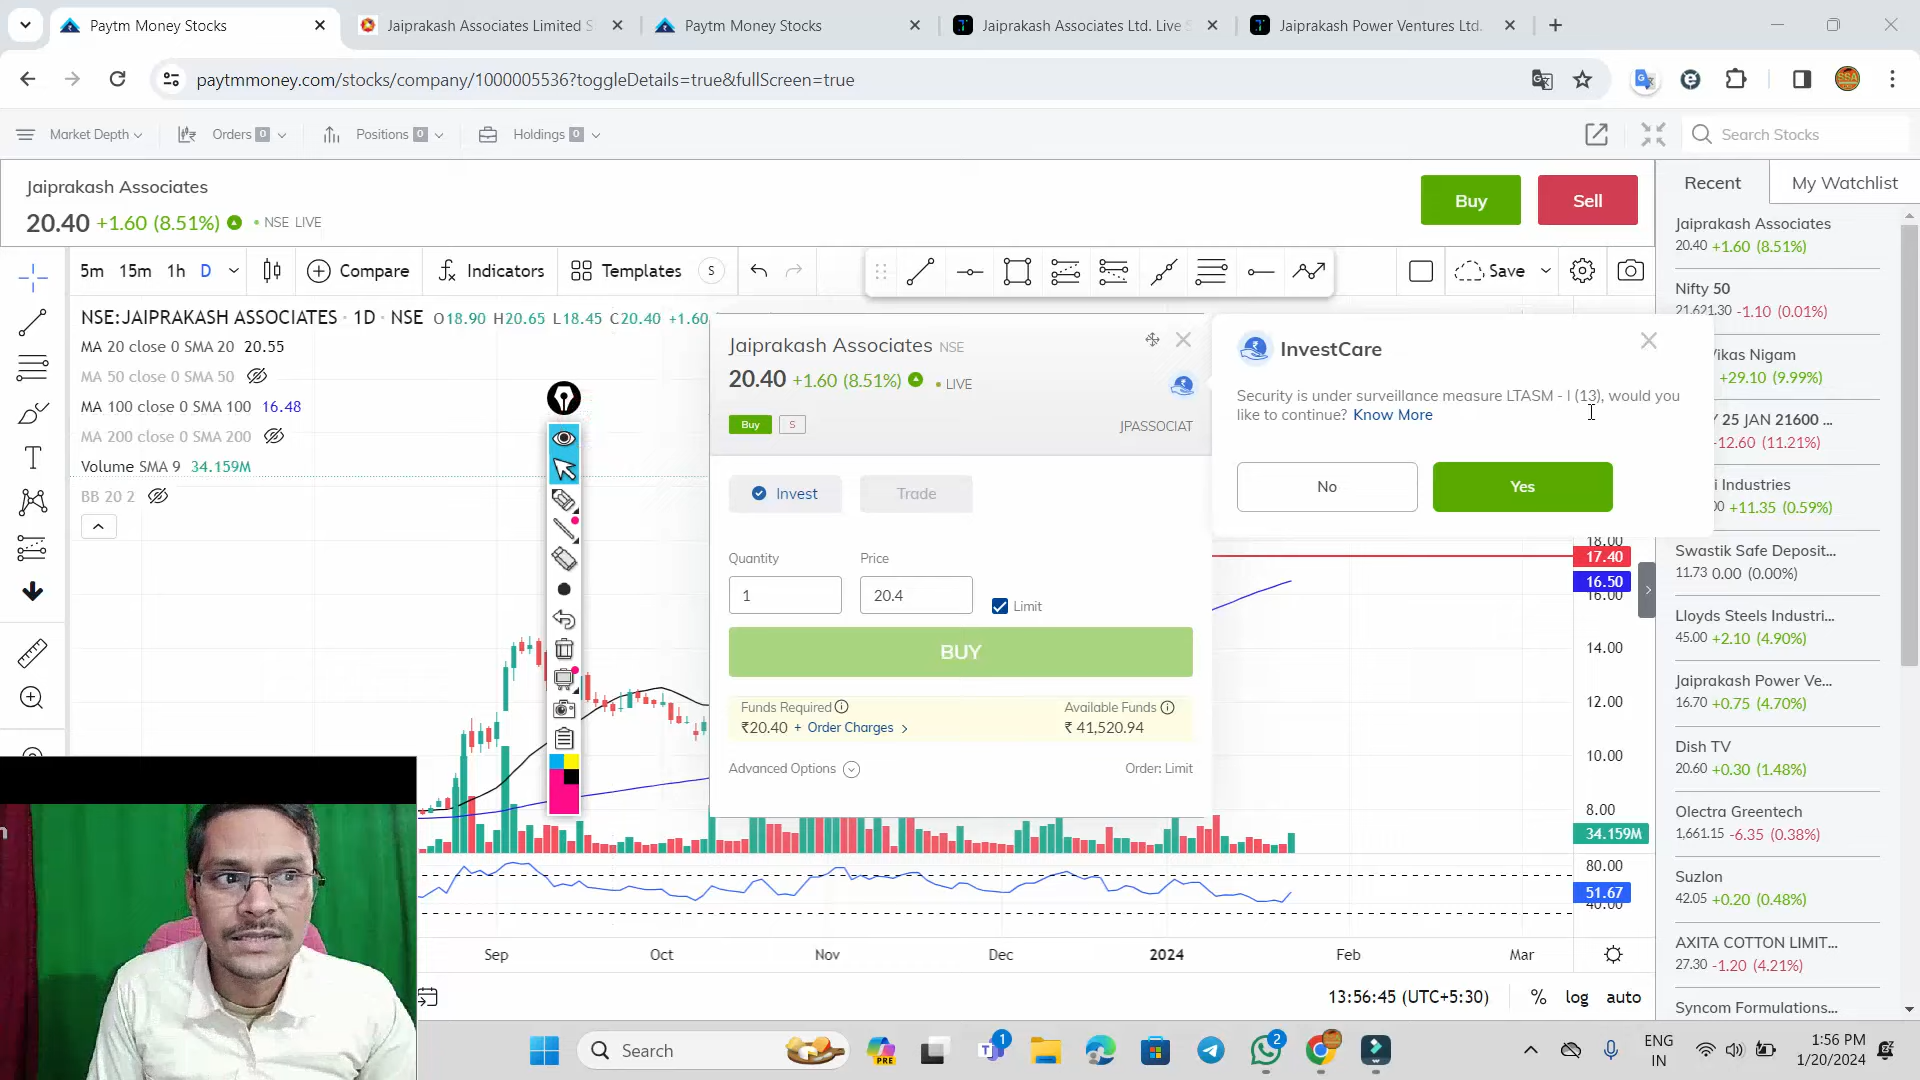 Paytm Money Stocks
Jaiprakash Associates Limited S
Paytm Money Stocks
Jaiprakash Associates Ltd. Live S
Jaiprakash Power Ventures Ltd.
paytmmoney.com/stocks/company/1000005536?toggleDetails=true&fullScreen=true
Market Depth
Orders 0
Positions 0
Holdings 0
Search Stocks
Jaiprakash Associates
20.40 +1.60 (8.51%)
NSE LIVE
Buy
Sell
Recent
My Watchlist
5m 15m 1h D
Compare
Indicators
Templates
S
Save
NSE:JAIPRAKASH ASSOCIATES · 1D · NSE O18.90 H20.65 L18.45 C20.40 +1.60
MA 20 close 0 SMA 20 20.55
MA 50 close 0 SMA 50
MA 100 close 0 SMA 100 16.48
MA 200 close 0 SMA 200
Volume SMA 9 34.159M
BB 20 2
Jaiprakash Associates NSE
20.40 +1.60 (8.51%) • LIVE
Buy
S
JPASSOCIAT
Invest
Trade
Quantity
Price
1
20.4
Limit
BUY
Funds Required
Available Funds
₹20.40 + Order Charges >
₹ 41,520.94
Advanced Options
Order: Limit
InvestCare
Security is under surveillance measure LTASM - I (13), would you
like to continue? Know More
No
Yes
18.00
17.40
16.50
16.00
14.00
12.00
10.00
8.00
34.159M
80.00
51.67
40.00
Sep
Oct
Nov
Dec
2024
Feb
Mar
13:56:45 (UTC+5:30)
%
log
auto
Jaiprakash Associates
20.40 +1.60 (8.51%)
Nifty 50
21,621.30 -1.10 (0.01%)
Vikas Nigam
+29.10 (9.99%)
25 JAN 21600 ...
-12.60 (11.21%)
i Industries
00 +11.35 (0.59%)
Swastik Safe Deposit...
11.73 0.00 (0.00%)
Lloyds Steels Industri...
45.00 +2.10 (4.90%)
Jaiprakash Power Ve...
16.70 +0.75 (4.70%)
Dish TV
20.60 +0.30 (1.48%)
Olectra Greentech
1,661.15 -6.35 (0.38%)
Suzlon
42.05 +0.20 (0.48%)
AXITA COTTON LIMIT...
27.30 -1.20 (4.21%)
Syncom Formulations...
n
Search
PRE
1
2
ENG
IN
1:56 PM
1/20/2024